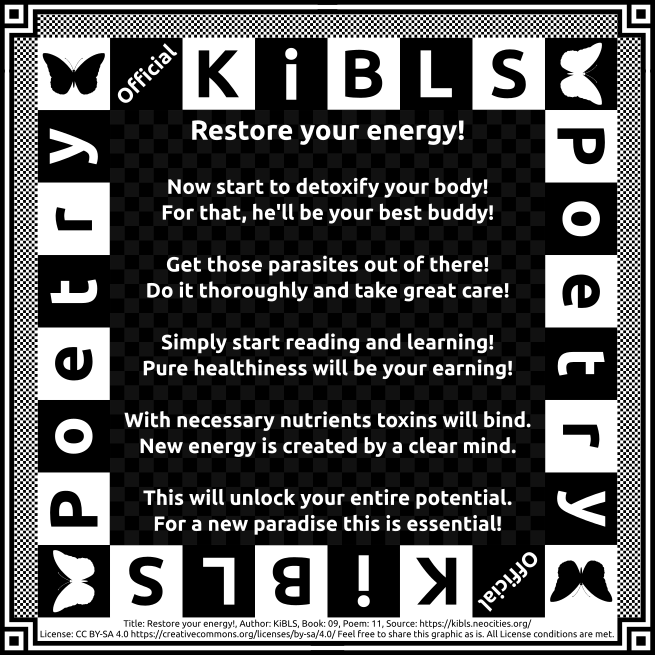 Official KiBLS
Poetry
Poetry
Restore your energy!
Now start to detoxify your body!
For that, he'll be your best buddy!
Get those parasites out of there!
Do it thoroughly and take great care!
Simply start reading and learning!
Pure healthiness will be your earning!
With necessary nutrients toxins will bind.
New energy is created by a clear mind.
This will unlock your entire potential.
For a new paradise this is essential!
Official KiBLS
Title: Restore your energy!, Author: KiBLS, Book: 09, Poem: 11, Source: https://kibls.neocities.org/
License: CC BY-SA 4.0 https://creativecommons.org/licenses/by-sa/4.0/ Feel free to share this graphic as is. All License conditions are met.